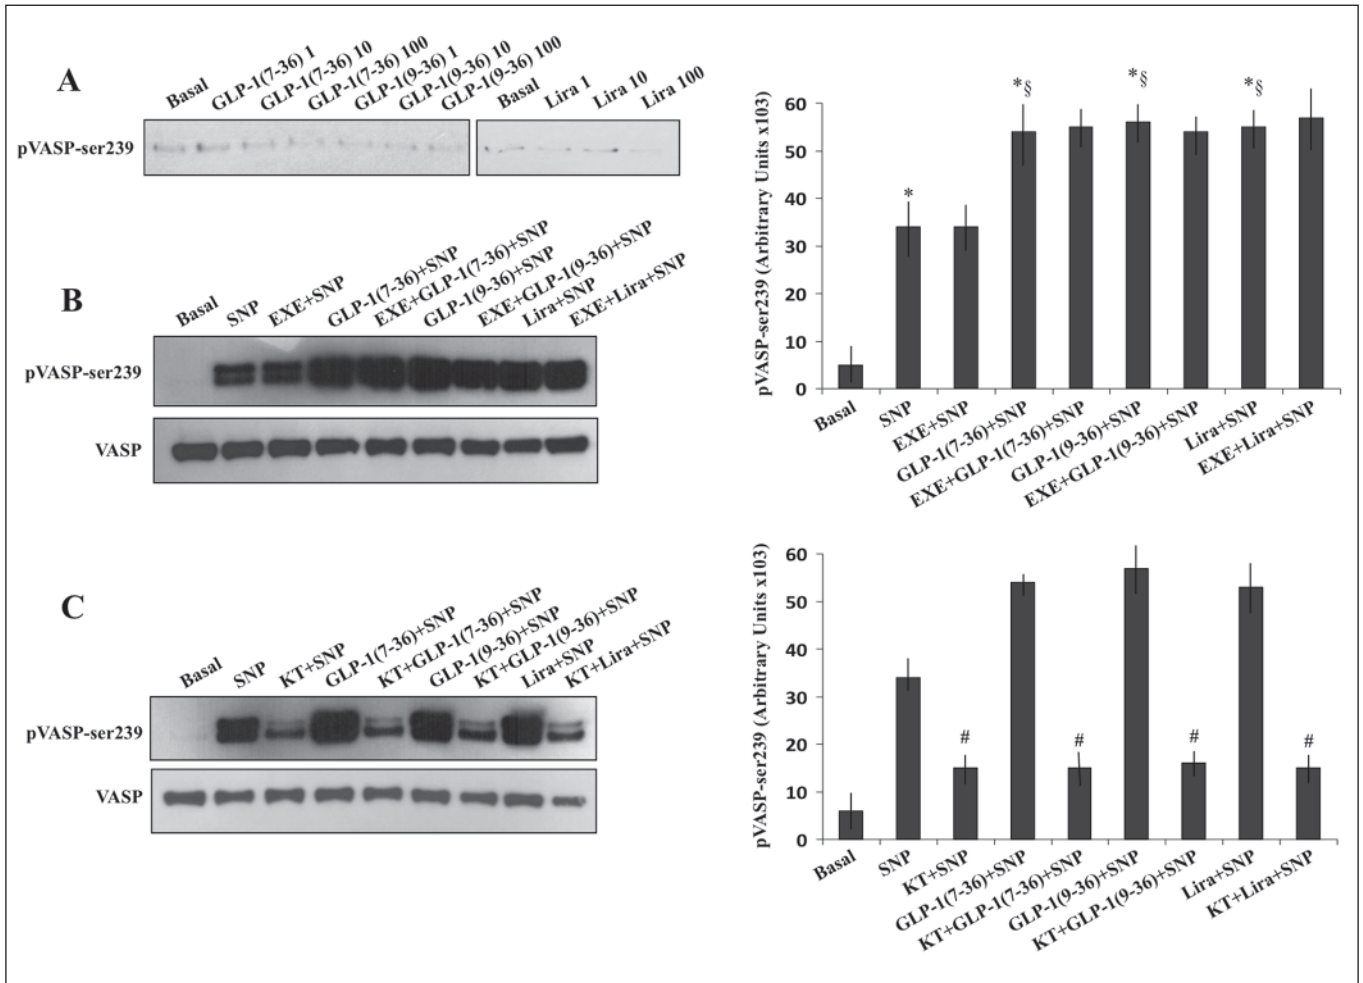 A
Basal
GLP-1(7-36) 1
GLP-1(7-36) 10
GLP-1(7-36) 100
GLP-1(9-36) 1
GLP-1(9-36) 10
GLP-1(9-36) 100
Basal
Lira 1
Lira 10
Lira 100
pVASP-ser239
B
Basal
SNP
EXE+SNP
GLP-1(7-36)+SNP
EXE+GLP-1(7-36)+SNP
GLP-1(9-36)+SNP
EXE+GLP-1(9-36)+SNP
Lira+SNP
EXE+Lira+SNP
pVASP-ser239
VASP
pVASP-ser239 (Arbitrary Units x103)
60
50
40
30
20
10
0
*
*§
*§
*§
Basal
SNP
EXE+SNP
GLP-1(7-36)+SNP
EXE+GLP-1(7-36)+SNP
GLP-1(9-36)+SNP
EXE+GLP-1(9-36)+SNP
Lira+SNP
EXE+Lira+SNP
C
Basal
SNP
KT+SNP
GLP-1(7-36)+SNP
KT+GLP-1(7-36)+SNP
GLP-1(9-36)+SNP
KT+GLP-1(9-36)+SNP
Lira+SNP
KT+Lira+SNP
pVASP-ser239
VASP
pVASP-ser239 (Arbitrary Units x103)
60
50
40
30
20
10
0
#
#
#
#
Basal
SNP
KT+SNP
GLP-1(7-36)+SNP
KT+GLP-1(7-36)+SNP
GLP-1(9-36)+SNP
KT+GLP-1(9-36)+SNP
Lira+SNP
KT+Lira+SNP